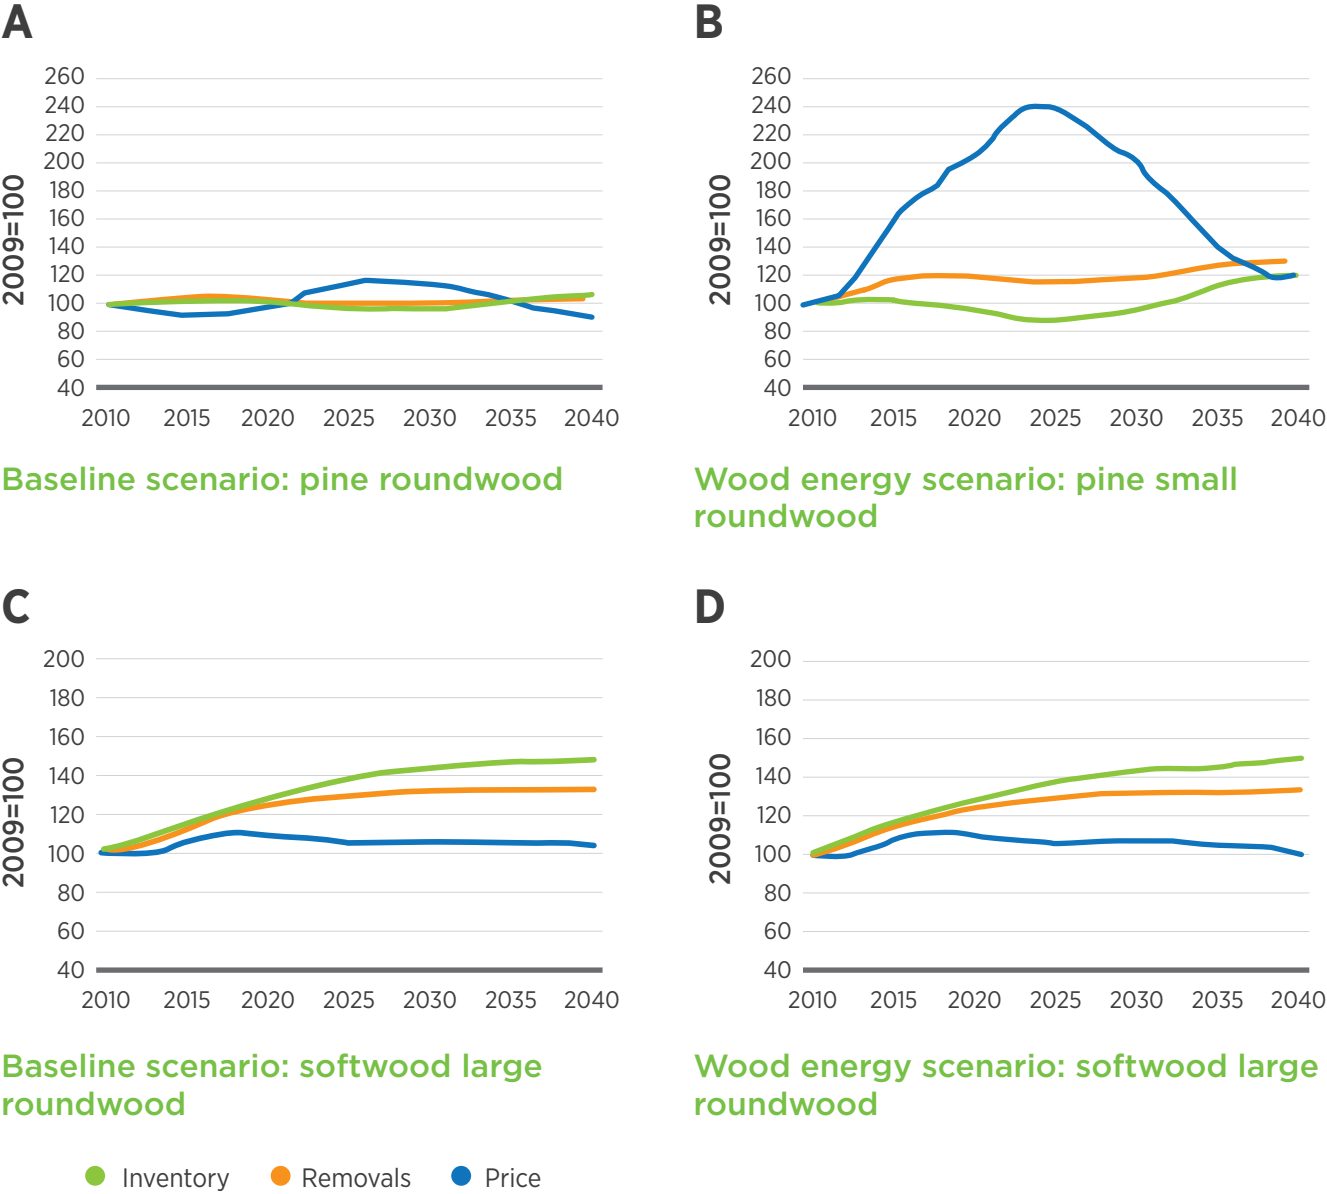 A
260
240
220
200
180
160
140
120
100
80
60
40
2009=100
2010 2015 2020 2025 2030 2035 2040
Baseline scenario: pine roundwood
B
260
240
220
200
180
160
140
120
100
80
60
40
2009=100
2010 2015 2020 2025 2030 2035 2040
Wood energy scenario: pine small
roundwood
C
200
180
160
140
120
100
80
60
40
2009=100
2010 2015 2020 2025 2030 2035 2040
Baseline scenario: softwood large
roundwood
D
200
180
160
140
120
100
80
60
40
2009=100
2010 2015 2020 2025 2030 2035 2040
Wood energy scenario: softwood large
roundwood
Inventory Removals Price